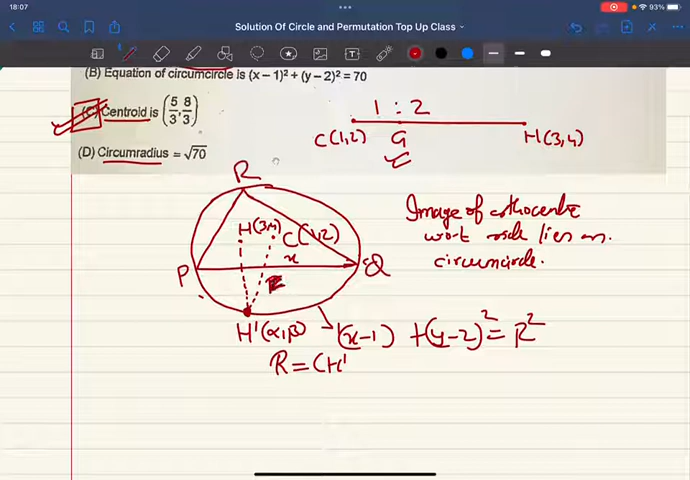 18:07
93%
Solution Of Circle and Permutation Top Up Class
(B) Equation of circumcircle is (x−1)² + (y−2)² = 70
(C) Centroid is (5/3, 8/3)
1 : 2
C(1,2) G H(3,4)
(D) Circumradius = √70
R
H(3,4) C(1,2)
x
P Q
Image of orthocentre
w.r.t side lies on
circumcircle.
H'(α,β) (x-1) +(y-2)² = R²
R = CH'